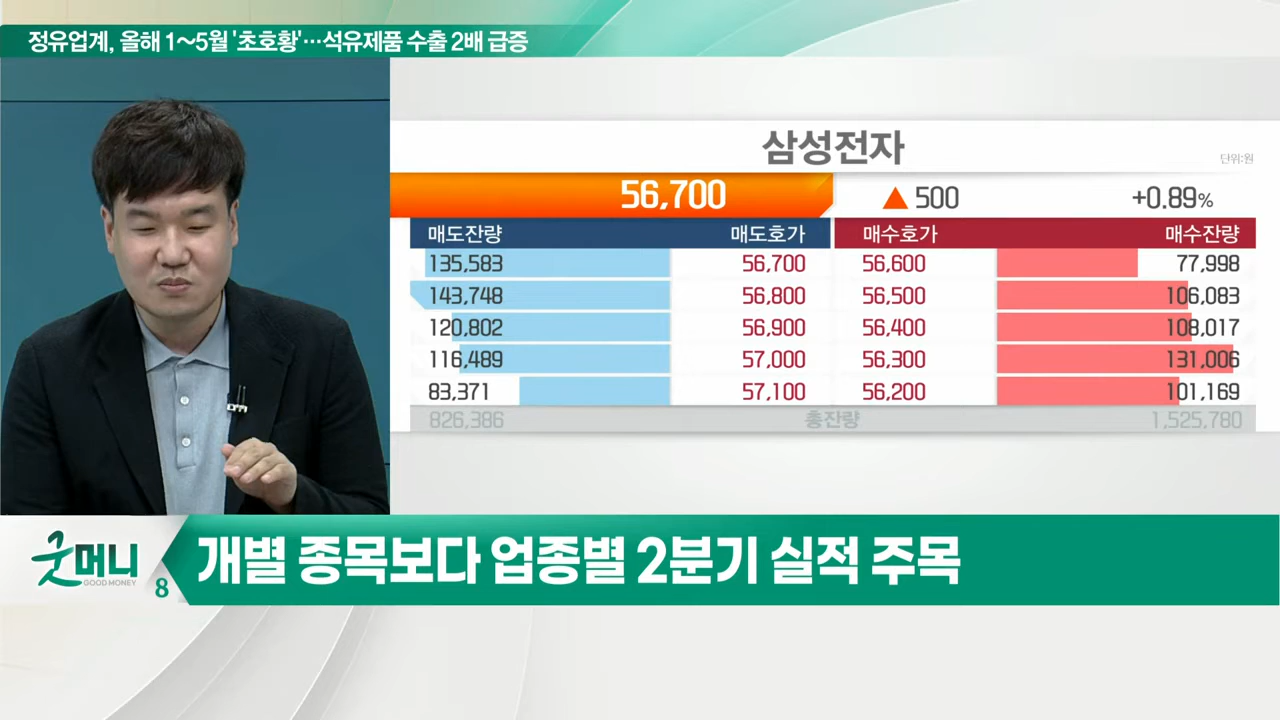 정유업계, 올해 1~5월 '초호황'…석유제품 수출 2배 급증
삼성전자
단위:원
56,700 ▲500 +0.89%
매도잔량 매도호가 매수호가 매수잔량
135,583 56,700 56,600 77,998
143,748 56,800 56,500 106,083
120,802 56,900 56,400 108,017
116,489 57,000 56,300 131,006
83,371 57,100 56,200 101,169
826,386 총잔량 1,525,780
굿머니
GOOD MONEY
8
개별 종목보다 업종별 2분기 실적 주목